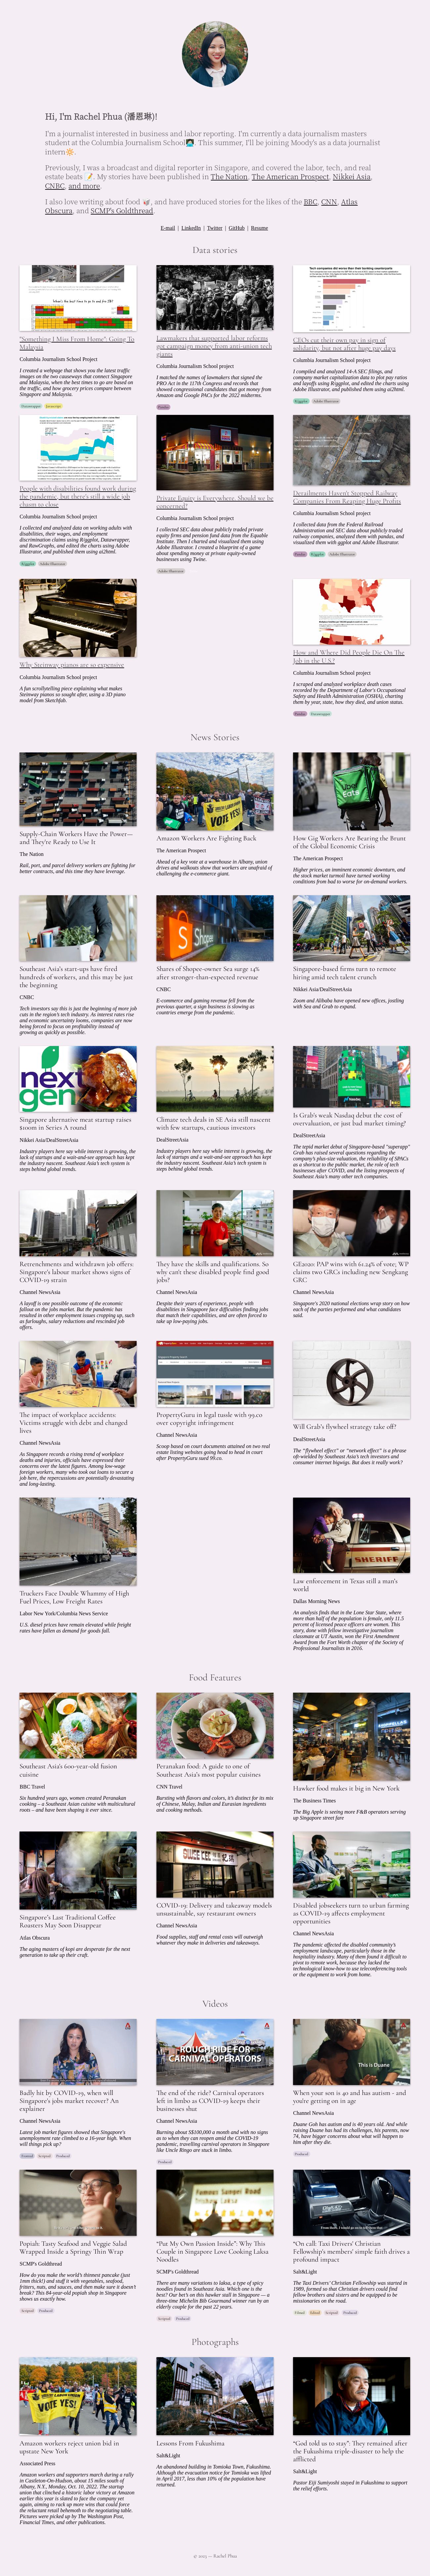 Hi, I'm Rachel Phua (潘恩琳)!
I'm a journalist interested in business and labor reporting. I'm currently a data journalism masters
student at the Columbia Journalism School👩🏻‍💻. This summer, I'll be joining Moody's as a data journalist
intern🔆.
Previously, I was a broadcast and digital reporter in Singapore, and covered the labor, tech, and real
estate beats 📝. My stories have been published in The Nation, The American Prospect, Nikkei Asia,
CNBC, and more.
I also love writing about food 🥡, and have produced stories for the likes of the BBC, CNN, Atlas
Obscura, and SCMP's Goldthread.
E-mail | LinkedIn | Twitter | GitHub | Resume
Data stories
"Something I Miss From Home": Going To
Malaysia
Columbia Journalism School Project
I created a webpage that shows you the latest traffic
images on the two causeways that connect Singapore
and Malaysia, when the best times to go are based on
the traffic, and how grocery prices compare between
Singapore and Malaysia.
Datawrapper Javascript
Lawmakers that supported labor reforms
got campaign money from anti-union tech
giants
Columbia Journalism School project
I matched the names of lawmakers that signed the
PRO Act in the 117th Congress and records that
showed congressional candidates that got money from
Amazon and Google PACs for the 2022 midterms.
Pandas
CEOs cut their own pay in sign of
solidarity, but not after huge pay days
Columbia Journalism School project
I compiled and analyzed 14-A SEC filings, and
company market capitalization data to get pay ratios
and layoffs using R/ggplot, and edited the charts using
Adobe Illustrator, and published them using ai2html.
R/ggplot Adobe Illustrator
People with disabilities found work during
the pandemic, but there's still a wide job
chasm to close
Columbia Journalism School project
I collected and analyzed data on working adults with
disabilities, their wages, and employment
discrimination claims using R/ggplot, Datawrapper,
and RawGraphs. I edited the charts using Adobe
Illustrator, and published them using ai2html.
R/ggplot Adobe Illustrator
Private Equity is Everywhere. Should we be
concerned?
Columbia Journalism School project
I collected SEC data about publicly traded private
equity firms and pension fund data from the Equable
Institute. Then I charted and visualized them using
Adobe Illustrator. I created a blueprint of a game
about spending money at private equity-owned
businesses using Twine.
Adobe Illustrator
Derailments Haven't Stopped Railway
Companies From Reaping Huge Profits
Columbia Journalism School project
I collected data from the Federal Railroad
Administration and SEC data about publicly traded
railway companies, analyzed them with pandas, and
visualized them with ggplot and Adobe Illustrator.
Pandas R/ggplot Adobe Illustrator
Why Steinway pianos are so expensive
Columbia Journalism School project
A fun scrollytelling piece explaining what makes
Steinway pianos so sought after, using a 3D piano
model from Sketchfab.
How and Where Did People Die On The
Job in the U.S.?
Columbia Journalism School project
I scraped and analyzed workplace death cases
recorded by the Department of Labor's Occupational
Safety and Health Administration (OSHA), charting
them by year, state, how they died, and union status.
Pandas Datawrapper
News Stories
Supply-Chain Workers Have the Power—
and They're Ready to Use It
The Nation
Rail, port, and parcel delivery workers are fighting for
better contracts, and this time they have leverage.
VOTE YES!
Amazon Workers Are Fighting Back
The American Prospect
Ahead of a key vote at a warehouse in Albany, union
drives and walkouts show that workers are unafraid of
challenging the e-commerce giant.
Uber Eats
How Gig Workers Are Bearing the Brunt
of the Global Economic Crisis
The American Prospect
Higher prices, an imminent economic downturn, and
the stock market turmoil have turned working
conditions from bad to worse for on-demand workers.
Southeast Asia's start-ups have fired
hundreds of workers, and this may be just
the beginning
CNBC
Tech investors say this is just the beginning of more job
cuts in the region's tech industry. As interest rates rise
and economic uncertainty looms, companies are now
being forced to focus on profitability instead of
growing as quickly as possible.
Shopee
Shares of Shopee-owner Sea surge 14%
after stronger-than-expected revenue
CNBC
E-commerce and gaming revenue fell from the
previous quarter, a sign business is slowing as
countries emerge from the pandemic.
Singapore-based firms turn to remote
hiring amid tech talent crunch
Nikkei Asia/DealStreetAsia
Zoom and Alibaba have opened new offices, jostling
with Sea and Grab to expand.
next
gen
Singapore alternative meat startup raises
$100m in Series A round
Nikkei Asia/DealStreetAsia
Industry players here say while interest is growing, the
lack of startups and a wait-and-see approach has kept
the industry nascent. Southeast Asia's tech system is
steps behind global trends.
Climate tech deals in SE Asia still nascent
with few startups, cautious investors
DealStreetAsia
Industry players here say while interest is growing, the
lack of startups and a wait-and-see approach has kept
the industry nascent. Southeast Asia's tech system is
steps behind global trends.
Is Grab's weak Nasdaq debut the cost of
overvaluation, or just bad market timing?
DealStreetAsia
The tepid market debut of Singapore-based "superapp"
Grab has raised several questions regarding the
company's plus-size valuation, the reliability of SPACs
as a shortcut to the public market, the role of tech
businesses after COVID, and the listing prospects of
Southeast Asia's many other tech companies.
Retrenchments and withdrawn job offers:
Singapore's labour market shows signs of
COVID-19 strain
Channel NewsAsia
A layoff is one possible outcome of the economic
fallout on the job market. But the pandemic has
resulted in other employment issues cropping up, such
as furloughs, salary reductions and rescinded job
offers.
They have the skills and qualifications. So
why can't these disabled people find good
jobs?
Channel NewsAsia
Despite their years of experience, people with
disabilities in Singapore face difficulties finding jobs
that match their capabilities, and are often forced to
take up low-paying jobs.
GE2020: PAP wins with 61.24% of vote; WP
claims two GRCs including new Sengkang
GRC
Channel NewsAsia
Singapore's 2020 national elections wrap story on how
each of the parties performed and what candidates
said.
The impact of workplace accidents:
Victims struggle with debt and changed
lives
Channel NewsAsia
As Singapore records a rising trend of workplace
deaths and injuries, officials have expressed their
concerns over the latest figures. Among low-wage
foreign workers, many who took out loans to secure a
job here, the repercussions are potentially devastating
and long-lasting.
PropertyGuru in legal tussle with 99.co
over copyright infringement
Channel NewsAsia
Scoop based on court documents attained on two real
estate listing websites going head to head in court
after PropertyGuru sued 99.co.
Will Grab's flywheel strategy take off?
DealStreetAsia
The "flywheel effect" or "network effect" is a phrase
oft-wielded by Southeast Asia's tech investors and
consumer internet bigwigs. But does it really work?
Truckers Face Double Whammy of High
Fuel Prices, Low Freight Rates
Labor New York/Columbia News Service
U.S. diesel prices have remain elevated while freight
rates have fallen as demand for goods fall.
SHERIFF
Law enforcement in Texas still a man's
world
Dallas Morning News
An analysis finds that in the Lone Star State, where
more than half of the population is female, only 11.5
percent of licensed peace officers are women. This
story, done with fellow investigative journalism
classmate at UT Austin, won the First Amendment
Award from the Fort Worth chapter of the Society of
Professional Journalists in 2016.
Food Features
Southeast Asia's 600-year-old fusion
cuisine
BBC Travel
Six hundred years ago, women created Peranakan
cooking – a Southeast Asian cuisine with multicultural
roots – and have been shaping it ever since.
Peranakan food: A guide to one of
Southeast Asia's most popular cuisines
CNN Travel
Bursting with flavors and colors, it's distinct for its mix
of Chinese, Malay, Indian and Eurasian ingredients
and cooking methods.
Hawker food makes it big in New York
The Business Times
The Big Apple is seeing more F&B operators serving
up Singapore street fare
Singapore's Last Traditional Coffee
Roasters May Soon Disappear
Atlas Obscura
The aging masters of kopi are desperate for the next
generation to take up their craft.
COVID-19: Delivery and takeaway models
unsustainable, say restaurant owners
Channel NewsAsia
Food supplies, staff and rental costs will outweigh
whatever they make in deliveries and takeaways.
Disabled jobseekers turn to urban farming
as COVID-19 affects employment
opportunities
Channel NewsAsia
The pandemic affected the disabled community's
employment landscape, particularly those in the
hospitality industry. Many of them found it difficult to
pivot to remote work, because they lacked the
technological know-how to use teleconferencing tools
or the equipment to work from home.
Videos
Badly hit by COVID-19, when will
Singapore's jobs market recover? An
explainer
Channel NewsAsia
Latest job market figures showed that Singapore's
unemployment rate climbed to a 16-year high. When
will things pick up?
Scripted Produced
ROUGH RIDE FOR
CARNIVAL OPERATORS
The end of the ride? Carnival operators
left in limbo as COVID-19 keeps their
businesses shut
Channel NewsAsia
Burning about S$100,000 a month and with no signs
as to when they can reopen amid the COVID-19
pandemic, travelling carnival operators in Singapore
like Uncle Ringo are stuck in limbo.
Produced
This is Duane
When your son is 40 and has autism - and
you're getting on in age
Channel NewsAsia
Duane Goh has autism and is 40 years old. And while
raising Duane has had its challenges, his parents, now
74, have bigger concerns about what will happen to
him after they die.
Produced
Popiah: Tasty Seafood and Veggie Salad
Wrapped Inside a Springy Thin Wrap
SCMP's Goldthread
How do you make the world's thinnest pancake (just
1mm thick!) and stuff it with vegetables, seafood,
fritters, nuts, and sauces, and then make sure it doesn't
break? This 84-year-old popiah shop in Singapore
shows us exactly how.
Scripted Produced
"Put My Own Passion Inside": Why This
Couple in Singapore Love Cooking Laksa
Noodles
SCMP's Goldthread
There are many variations to laksa, a type of spicy
noodles found in Southeast Asia. Which one is the
best? Our bet's on this hawker stall in Singapore — a
three-time Michelin Bib Gourmand winner run by an
elderly couple for the past 22 years.
Scripted Produced
"On call: Taxi Drivers' Christian
Fellowship's members' simple faith drives a
profound impact
Salt&Light
The Taxi Drivers' Christian Fellowship was started in
1989, formed so that Christian drivers could find
fellow brothers and sisters and be equipped to be
missionaries on the road.
Filmed Edited Scripted Produced
Photographs
VOTE YES!
Amazon workers reject union bid in
upstate New York
Associated Press
Amazon workers and supporters march during a rally
in Castleton-On-Hudson, about 15 miles south of
Albany, N.Y., Monday, Oct. 10, 2022. The startup
union that clinched a historic labor victory at Amazon
earlier this year is slated to face the company yet
again, aiming to rack up more wins that could force
the reluctant retail behemoth to the negotiating table.
Pictures were picked up by The Washington Post,
Financial Times, and other publications.
Lessons From Fukushima
Salt&Light
An abandoned building in Tomioka Town, Fukushima.
Although the evacuation notice for Tomioka was lifted
in April 2017, less than 10% of the population have
returned.
"God told us to stay": They remained after
the Fukushima triple-disaster to help the
afflicted
Salt&Light
Pastor Eiji Sumiyoshi stayed in Fukushima to support
the relief efforts.
© 2023 — Rachel Phua